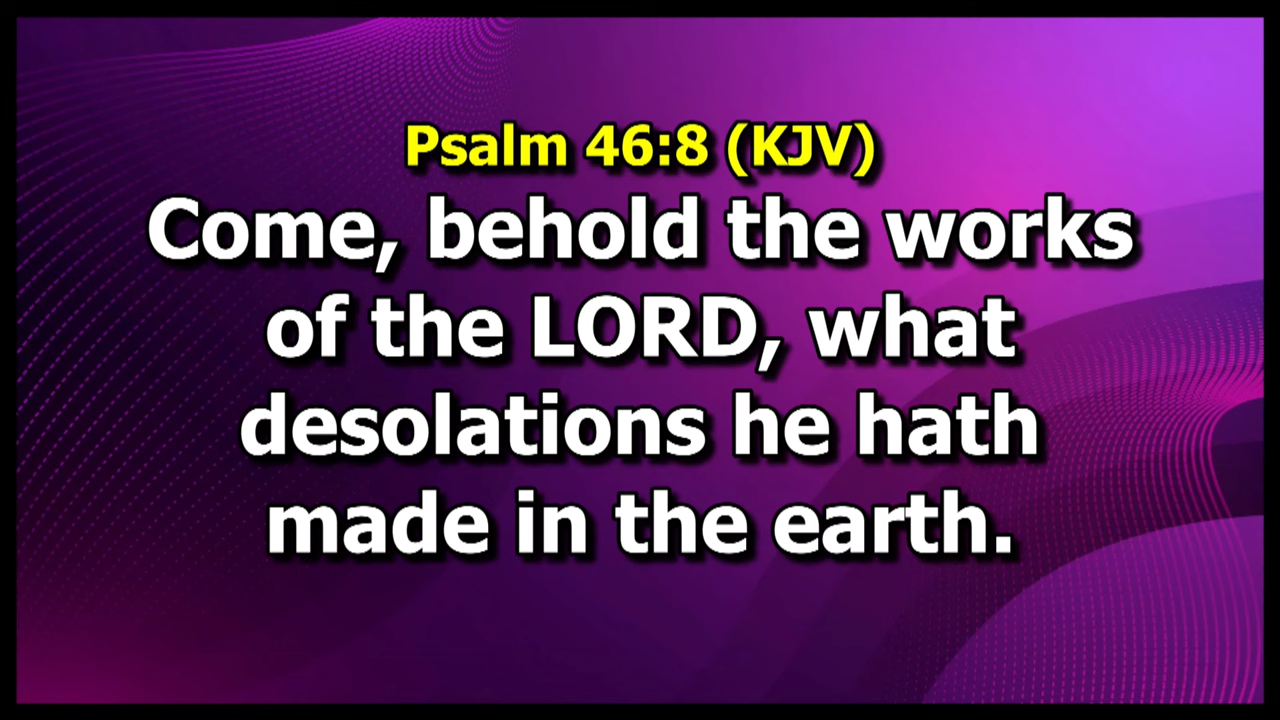 Psalm 46:8 (KJV)
Come, behold the works
of the LORD, what
desolations he hath
made in the earth.